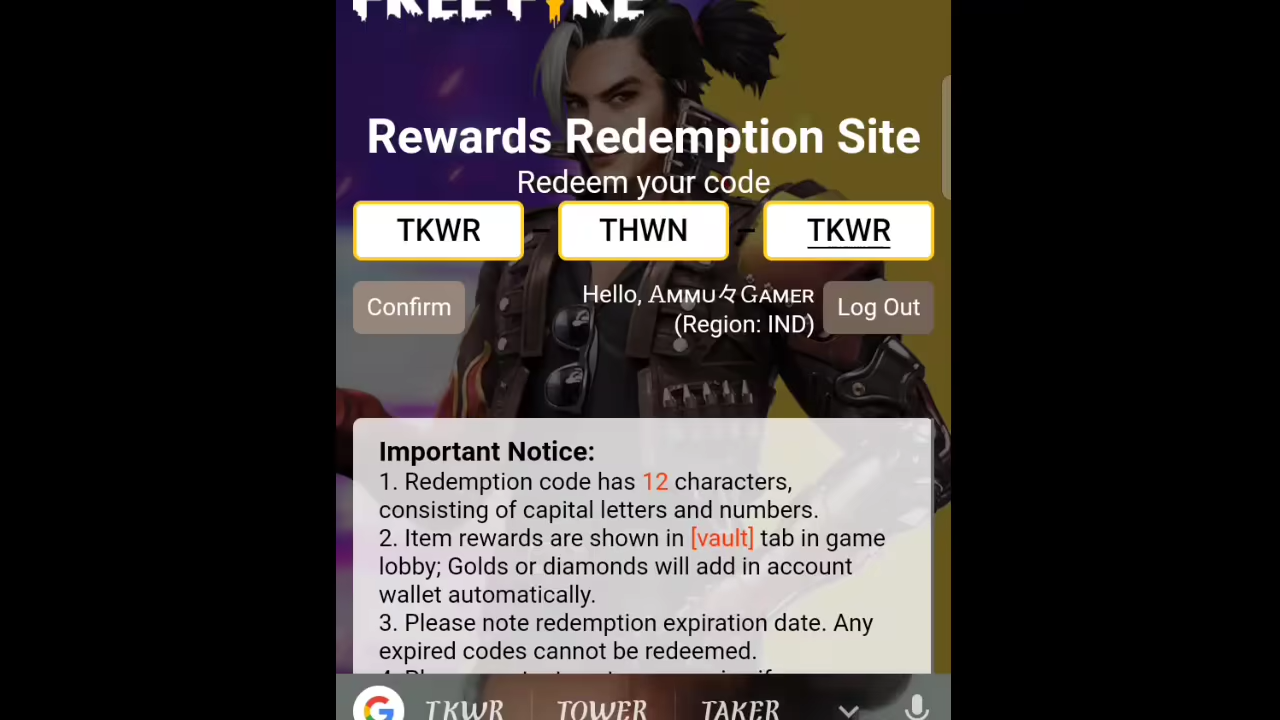 FREE FIRE
Rewards Redemption Site
Redeem your code
TKWR – THWN – TKWR
Confirm
Hello, Aᴍᴍᴜ々Gᴀᴍᴇʀ
(Region: IND)
Log Out
Important Notice:
1. Redemption code has 12 characters,
consisting of capital letters and numbers.
2. Item rewards are shown in [vault] tab in game
lobby; Golds or diamonds will add in account
wallet automatically.
3. Please note redemption expiration date. Any
expired codes cannot be redeemed.
TKWR TOWER TAKER